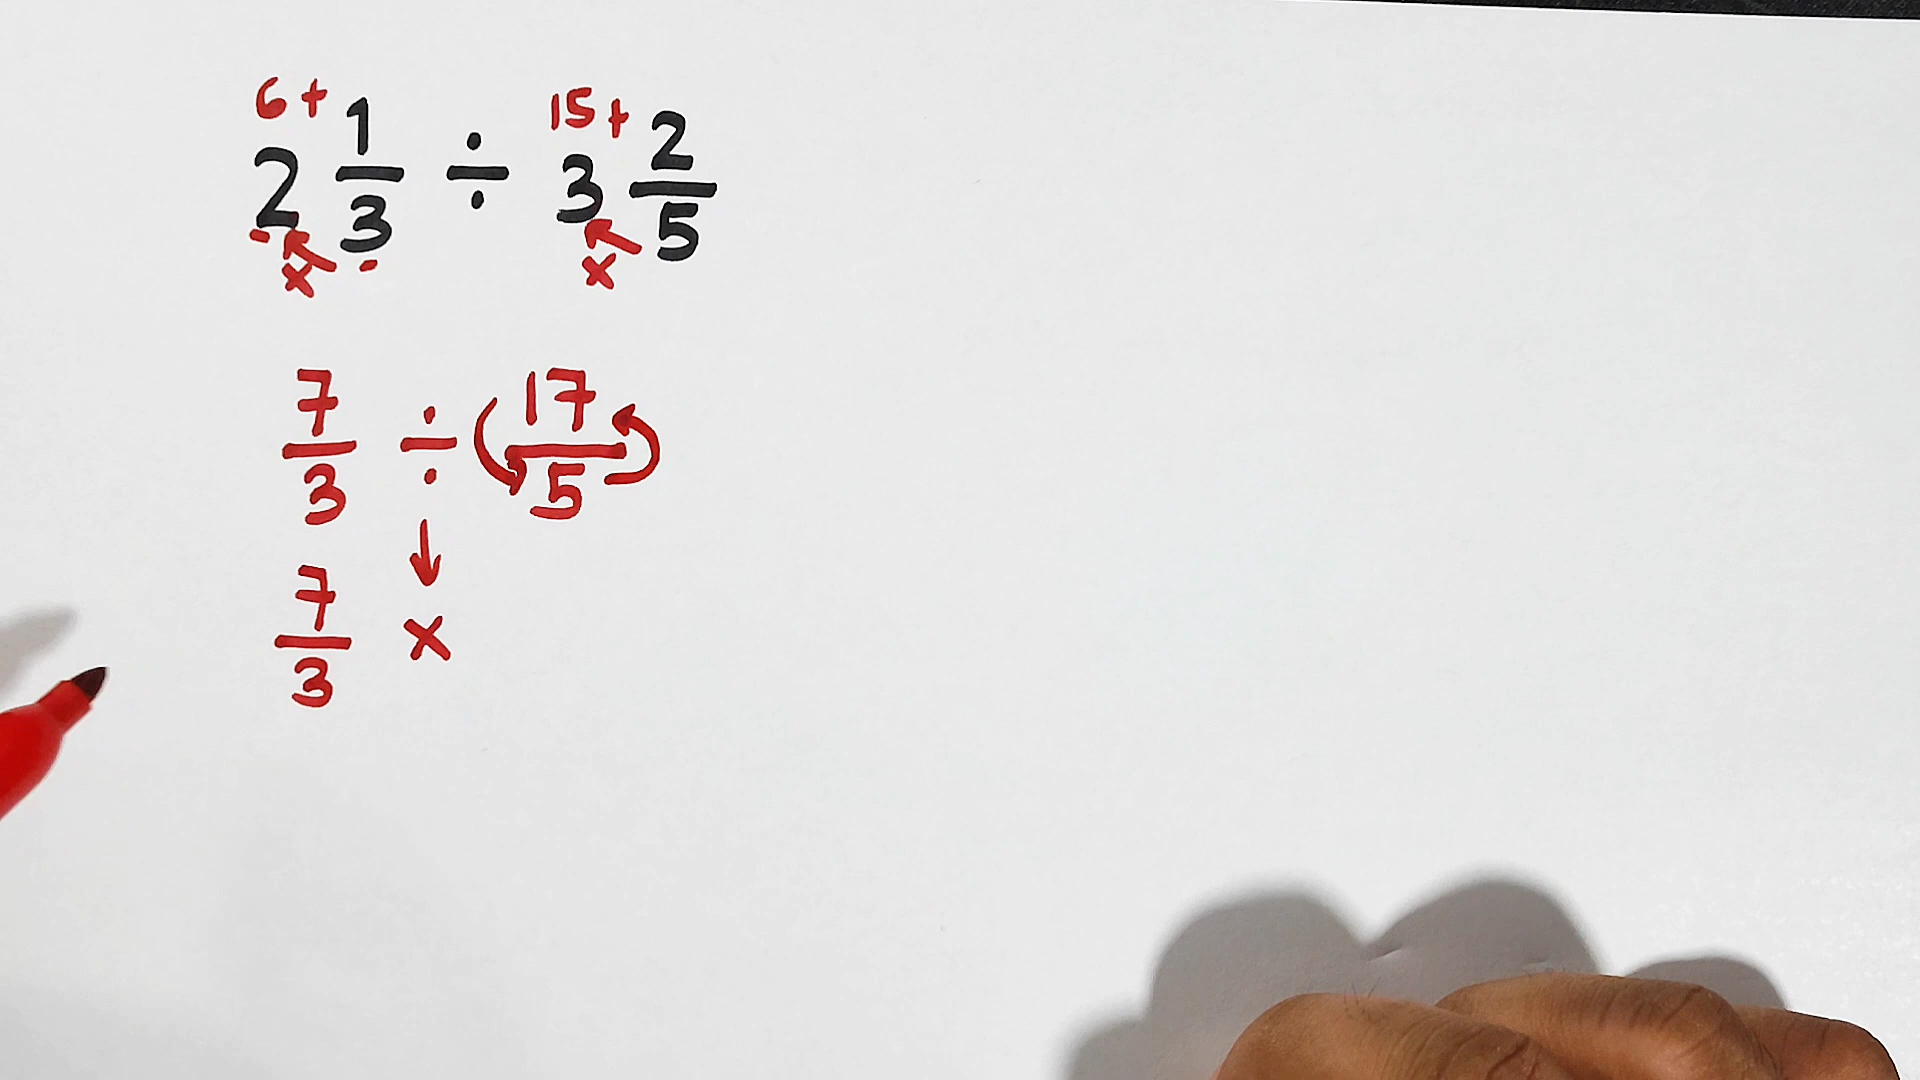 6+ 15+
2 1/3 ÷ 3 2/5
x x
7/3 ÷ 17/5
7/3 x